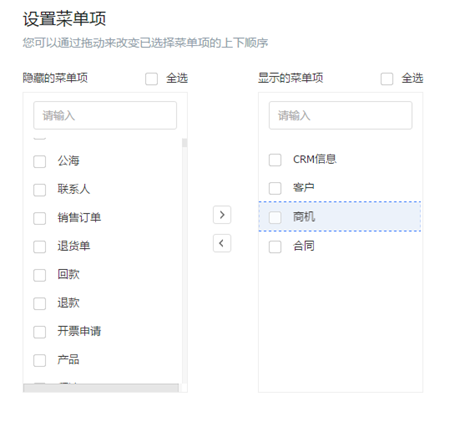 设置菜单项
您可以通过拖动来改变已选择菜单项的上下顺序
隐藏的菜单项 全选
请输入
公海
联系人
销售订单
退货单
回款
退款
开票申请
产品
显示的菜单项 全选
请输入
CRM信息
客户
商机
合同